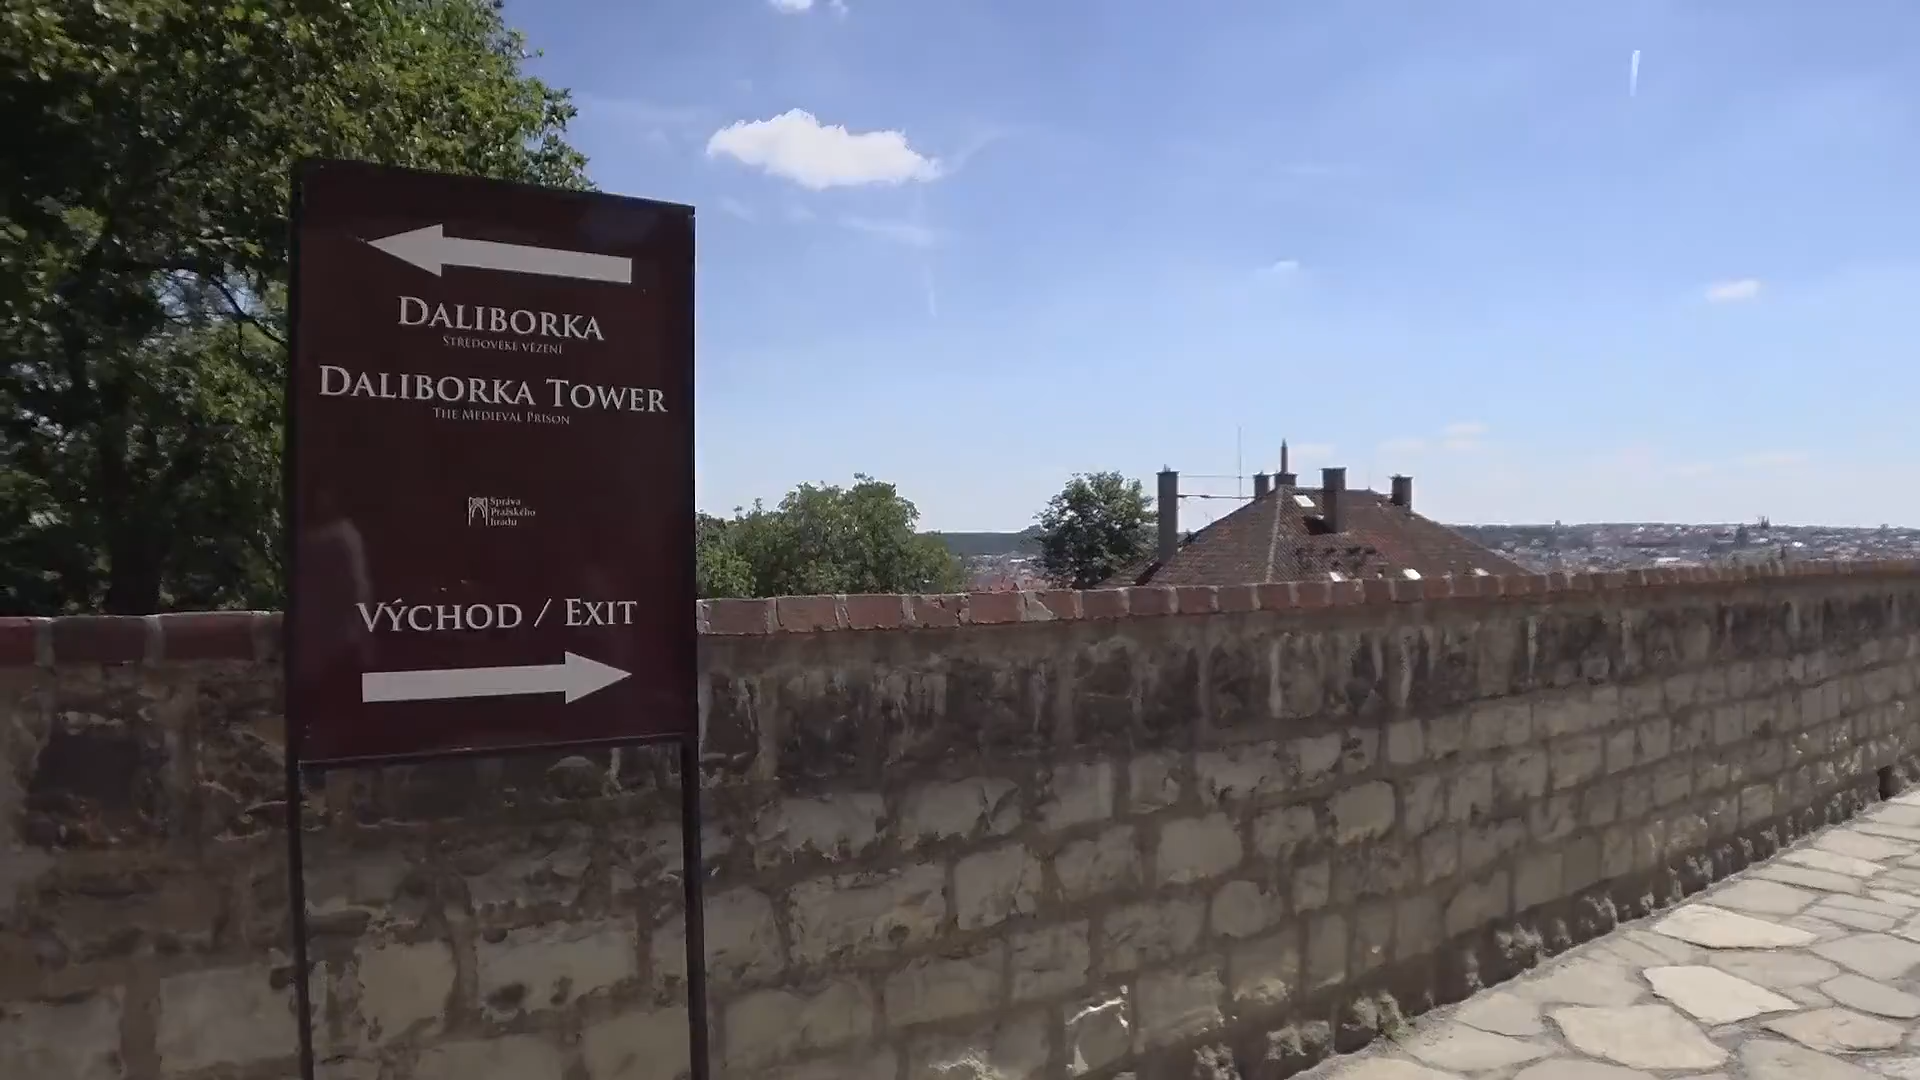 DALIBORKA
STŘEDOVĚKÉ VĚZENÍ
DALIBORKA TOWER
THE MEDIEVAL PRISON
Správa
Pražského
hradu
VÝCHOD / EXIT